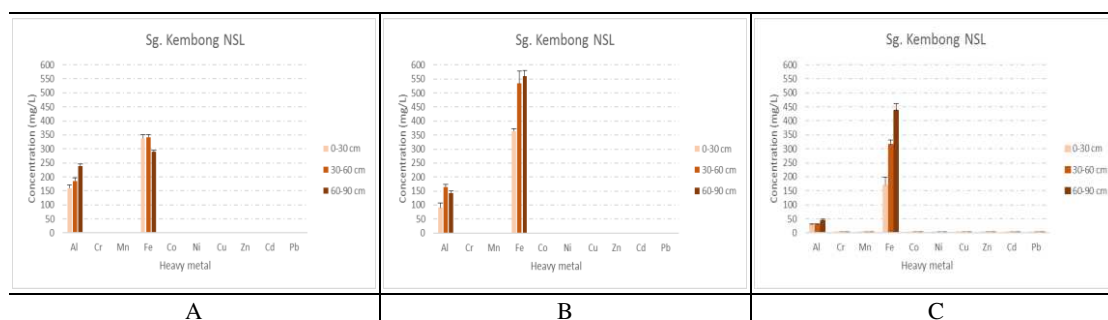 Sg. Kembong NSL
Concentration (mg/L)
600
550
500
450
400
350
300
250
200
150
100
50
0
Al Cr Mn Fe Co Ni Cu Zn Cd Pb
Heavy metal
0-30 cm
30-60 cm
60-90 cm
A
Sg. Kembong NSL
Concentration (mg/L)
600
550
500
450
400
350
300
250
200
150
100
50
0
Al Cr Mn Fe Co Ni Cu Zn Cd Pb
Heavy metal
0-30 cm
30-60 cm
60-90 cm
B
Sg. Kembong NSL
Concentration (mg/L)
600
550
500
450
400
350
300
250
200
150
100
50
0
Al Cr Mn Fe Co Ni Cu Zn Cd Pb
Heavy metal
0-30 cm
30-60 cm
60-90 cm
C